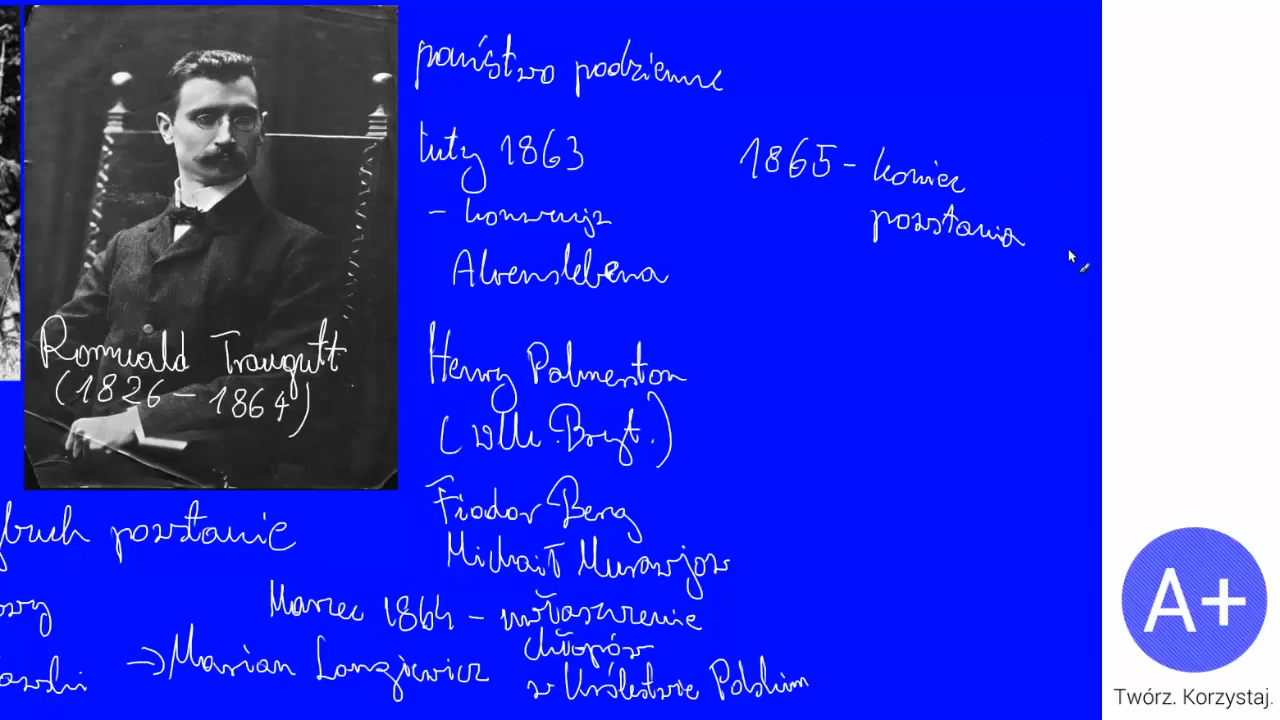 państwo podziemne
luty 1863
- konwencja
Alvenslebena
1865 - koniec
powstania
Romuald Traugutt
(1826 - 1864)
Henry Palmerston
(Wlk. Bryt.)
Fiodor Berg
Michaił Murawjow
buch powstanie
Marzec 1864 - uwłaszczenie
chłopów
w Królestwie Polskim
⇒ Marian Langiewicz
A+
Twórz. Korzystaj.